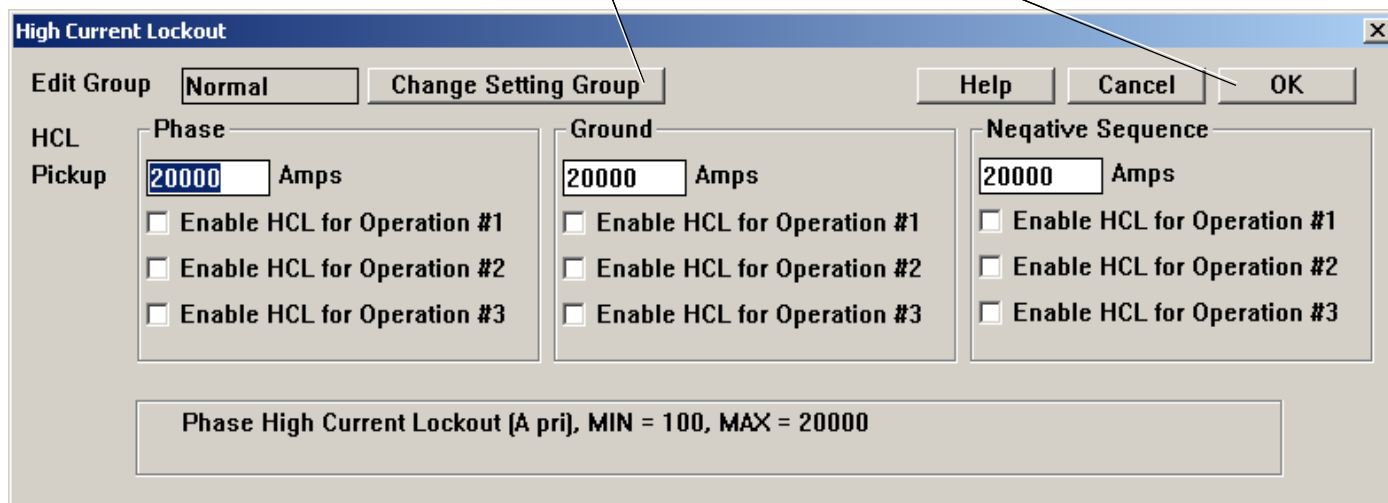 High Current Lockout
Edit Group Normal Change Setting Group Help Cancel OK
HCL
Pickup
Phase
20000 Amps
Enable HCL for Operation #1
Enable HCL for Operation #2
Enable HCL for Operation #3
Ground
20000 Amps
Enable HCL for Operation #1
Enable HCL for Operation #2
Enable HCL for Operation #3
Neqative Sequence
20000 Amps
Enable HCL for Operation #1
Enable HCL for Operation #2
Enable HCL for Operation #3
Phase High Current Lockout (A pri), MIN = 100, MAX = 20000